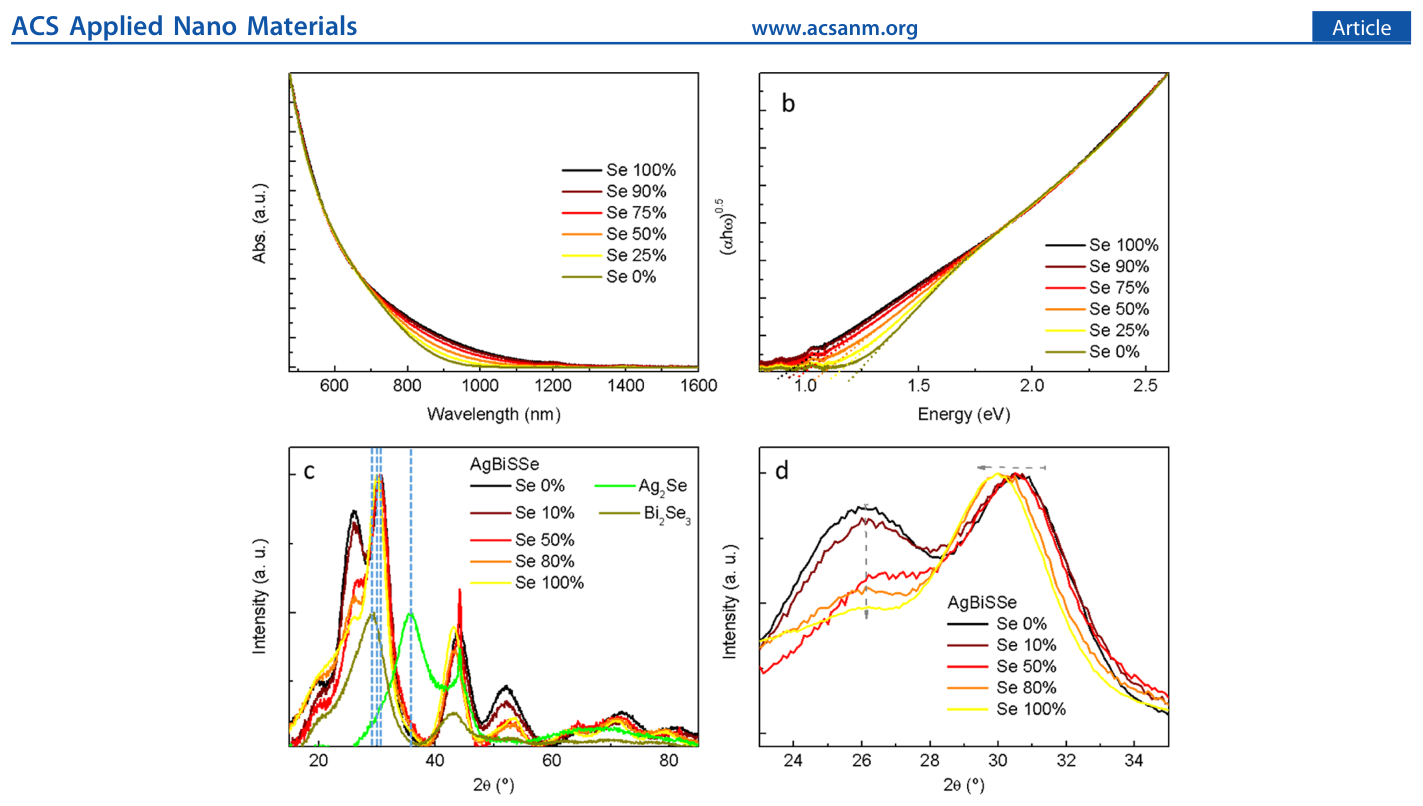 ACS Applied Nano Materials www.acsanm.org Article
Abs. (a.u.)
Se 100%
Se 90%
Se 75%
Se 50%
Se 25%
Se 0%
600 800 1000 1200 1400 1600
Wavelength (nm)
b
(αhω)^0.5
Se 100%
Se 90%
Se 75%
Se 50%
Se 25%
Se 0%
1.0 1.5 2.0 2.5
Energy (eV)
c
Intensity (a. u.)
AgBiSSe
Se 0%
Se 10%
Se 50%
Se 80%
Se 100%
Ag2Se
Bi2Se3
20 40 60 80
2θ (°)
d
Intensity (a. u.)
AgBiSSe
Se 0%
Se 10%
Se 50%
Se 80%
Se 100%
24 26 28 30 32 34
2θ (°)